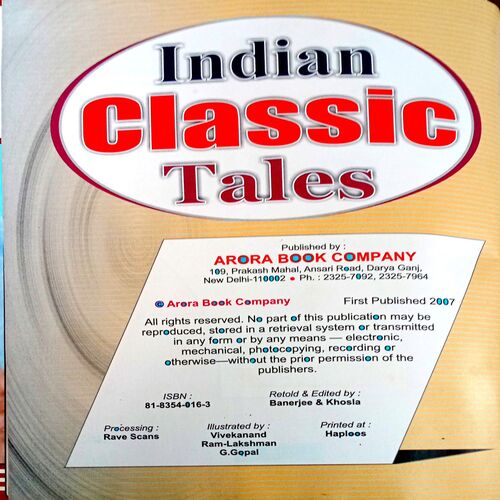 Indian
Classic
Tales
Published by :
ARORA BOOK COMPANY
109, Prakash Mahal, Ansari Road, Darya Ganj,
New Delhi-110002 • Ph. : 2325-7092, 2325-7964
© Arora Book Company First Published 2007
All rights reserved. No part of this publication may be
reproduced, stored in a retrieval system or transmitted
in any form or by any means — electronic,
mechanical, photocopying, recording or
otherwise—without the prior permission of the
publishers.
ISBN : Retold & Edited by :
81-8354-016-3 Banerjee & Khosla
Processing : Illustrated by : Printed at :
Rave Scans Vivekanand Haploos
Ram-Lakshman
G.Gopal